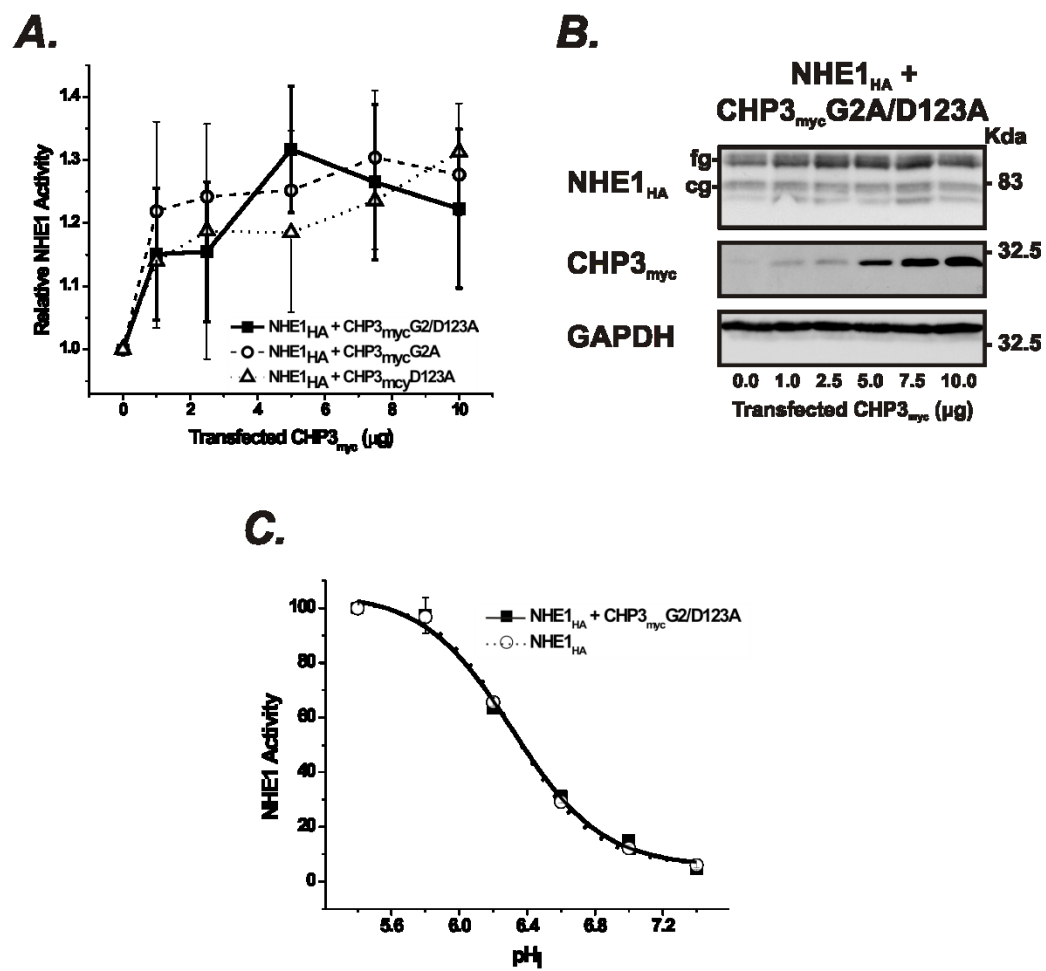 A.
1.4
1.3
1.2
1.1
1.0
Relative NHE1 Activity
NHE1HA + CHP3mycG2/D123A
NHE1HA + CHP3mycG2A
NHE1HA + CHP3mcyD123A
0 2 4 6 8 10
Transfected CHP3myc (µg)
B.
NHE1HA +
CHP3mycG2A/D123A
Kda
NHE1HA
fg
cg
83
CHP3myc
32.5
GAPDH
32.5
0.0 1.0 2.5 5.0 7.5 10.0
Transfected CHP3myc (µg)
C.
100
80
60
40
20
0
NHE1 Activity
NHE1HA + CHP3mycG2/D123A
NHE1HA
5.6 6.0 6.4 6.8 7.2
pHI